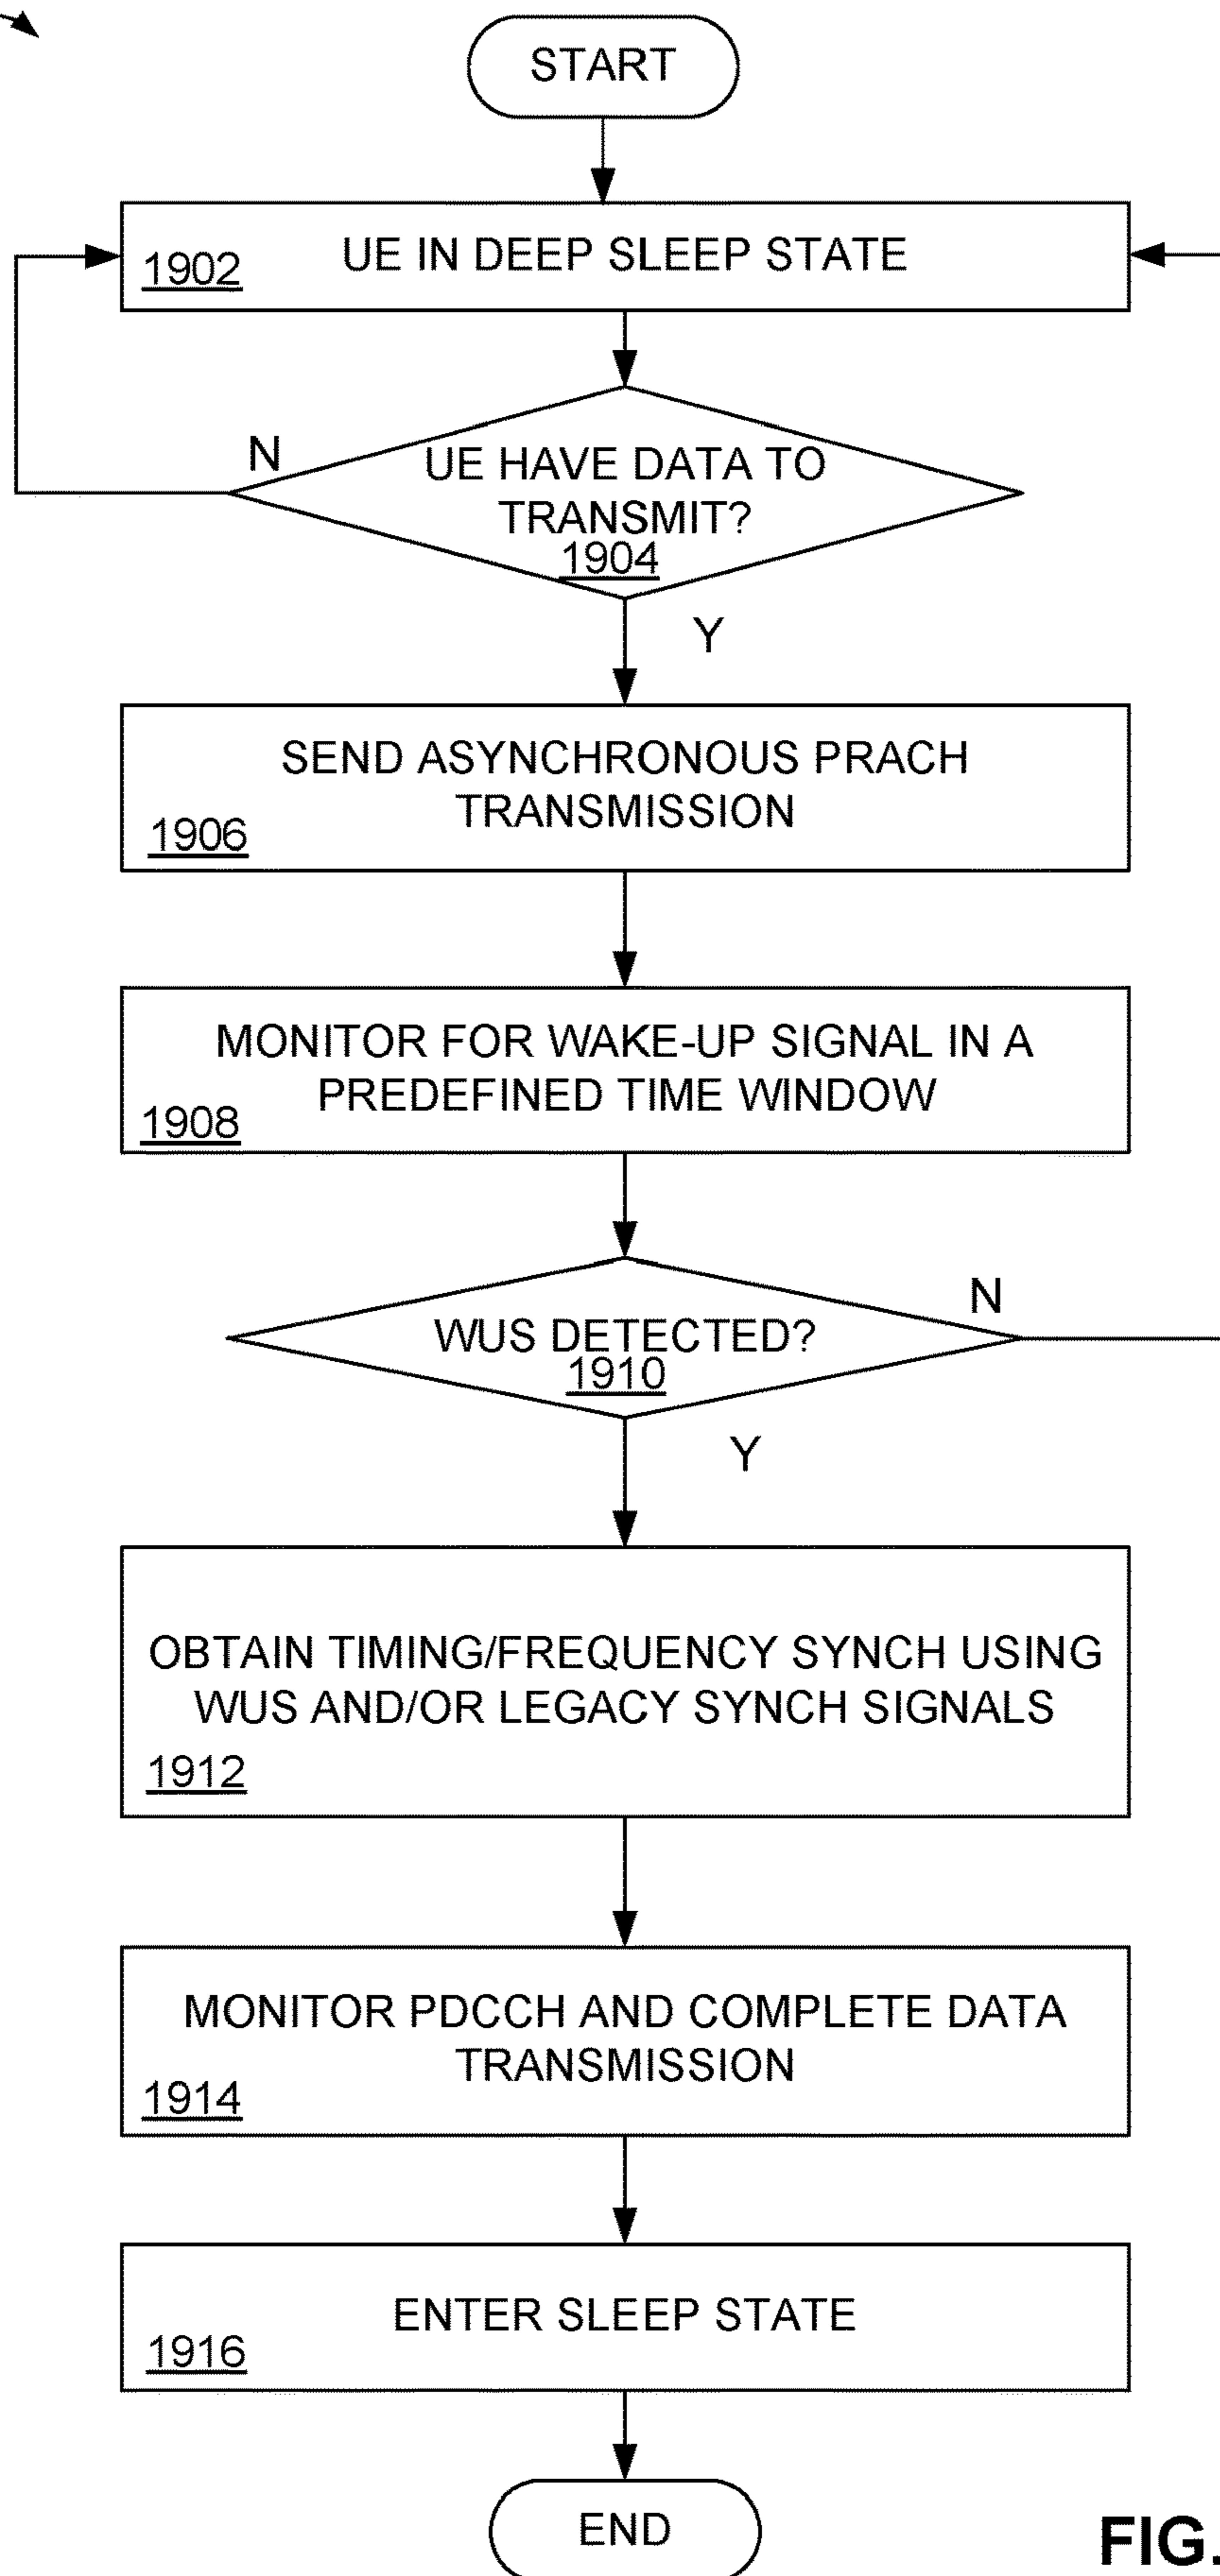 START
UE IN DEEP SLEEP STATE
1902
N
UE HAVE DATA TO
TRANSMIT?
1904
Y
SEND ASYNCHRONOUS PRACH
TRANSMISSION
1906
MONITOR FOR WAKE-UP SIGNAL IN A
PREDEFINED TIME WINDOW
1908
N
WUS DETECTED?
1910
Y
OBTAIN TIMING/FREQUENCY SYNCH USING
WUS AND/OR LEGACY SYNCH SIGNALS
1912
MONITOR PDCCH AND COMPLETE DATA
TRANSMISSION
1914
ENTER SLEEP STATE
1916
END
FIG.